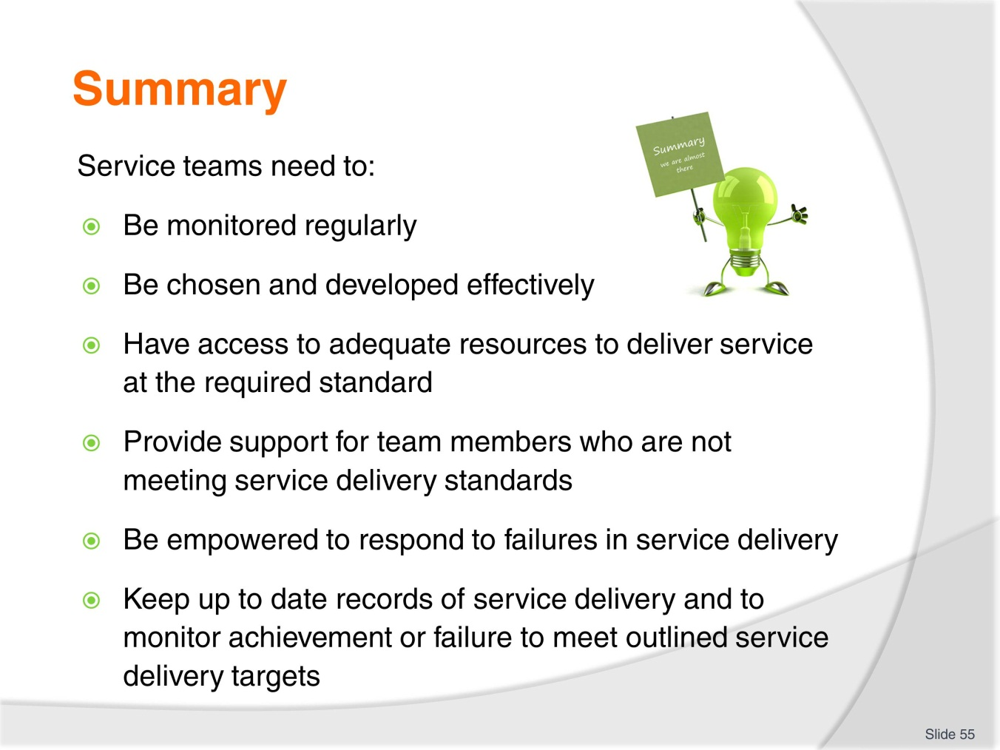 Summary
Summary
we are almost
there
Service teams need to:
Be monitored regularly
Be chosen and developed effectively
Have access to adequate resources to deliver service
at the required standard
Provide support for team members who are not
meeting service delivery standards
Be empowered to respond to failures in service delivery
Keep up to date records of service delivery and to
monitor achievement or failure to meet outlined service
delivery targets
Slide 55